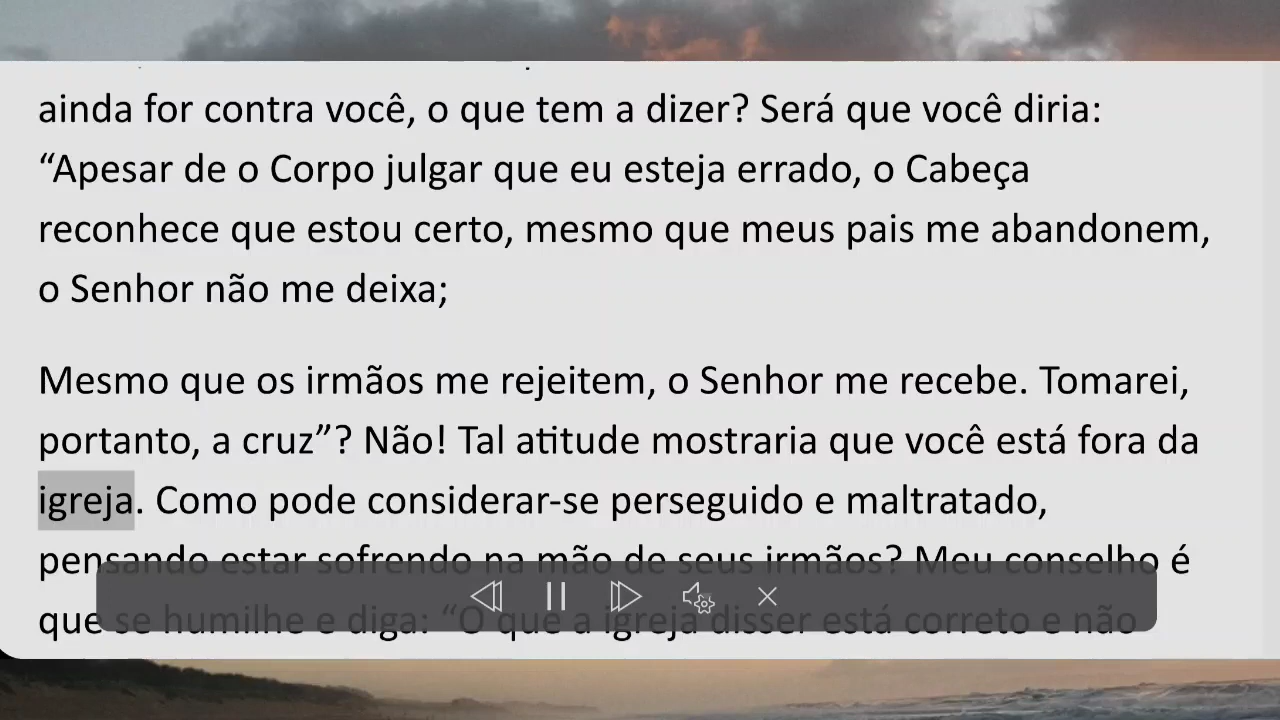 ainda for contra você, o que tem a dizer? Será que você diria:
“Apesar de o Corpo julgar que eu esteja errado, o Cabeça
reconhece que estou certo, mesmo que meus pais me abandonem,
o Senhor não me deixa;
Mesmo que os irmãos me rejeitem, o Senhor me recebe. Tomarei,
portanto, a cruz”? Não! Tal atitude mostraria que você está fora da
igreja. Como pode considerar-se perseguido e maltratado,
pensando estar sofrendo na mão de seus irmãos? Meu conselho é
que se humilhe e diga: “O que a igreja disser está correto e não